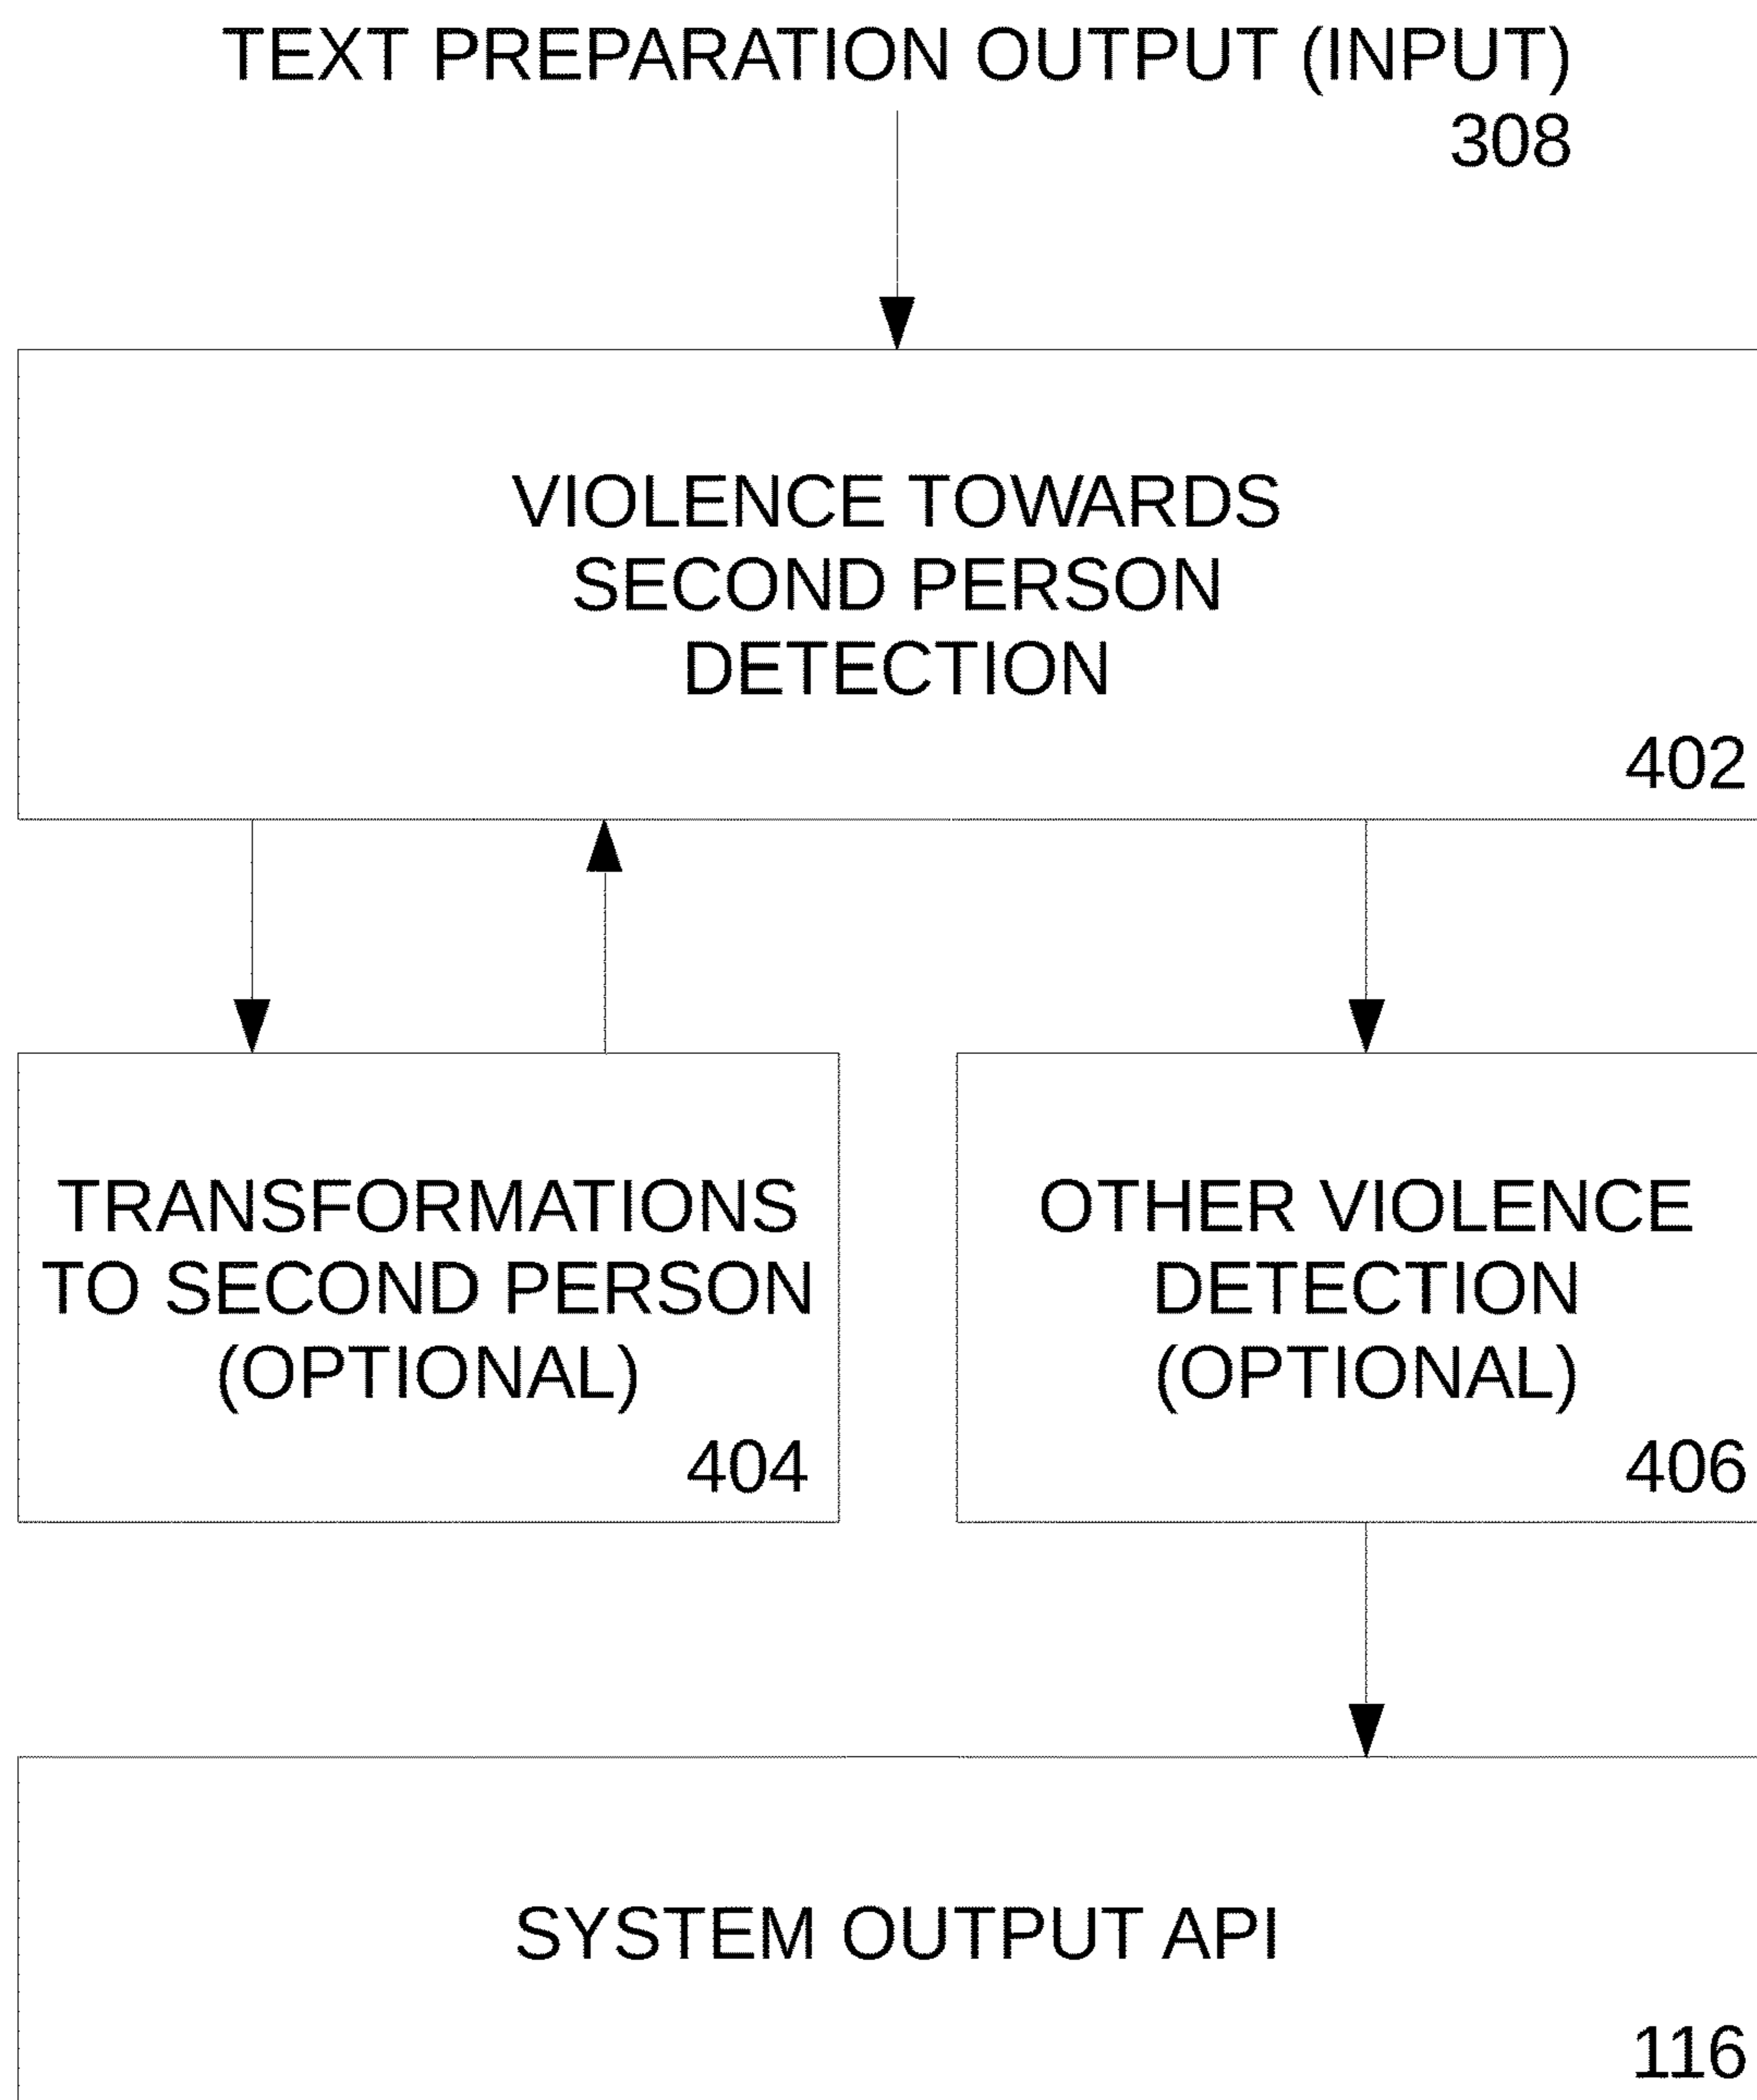 TEXT PREPARATION OUTPUT (INPUT)
308
VIOLENCE TOWARDS
SECOND PERSON
DETECTION
402
TRANSFORMATIONS
TO SECOND PERSON
(OPTIONAL)
404
OTHER VIOLENCE
DETECTION
(OPTIONAL)
406
SYSTEM OUTPUT API
116